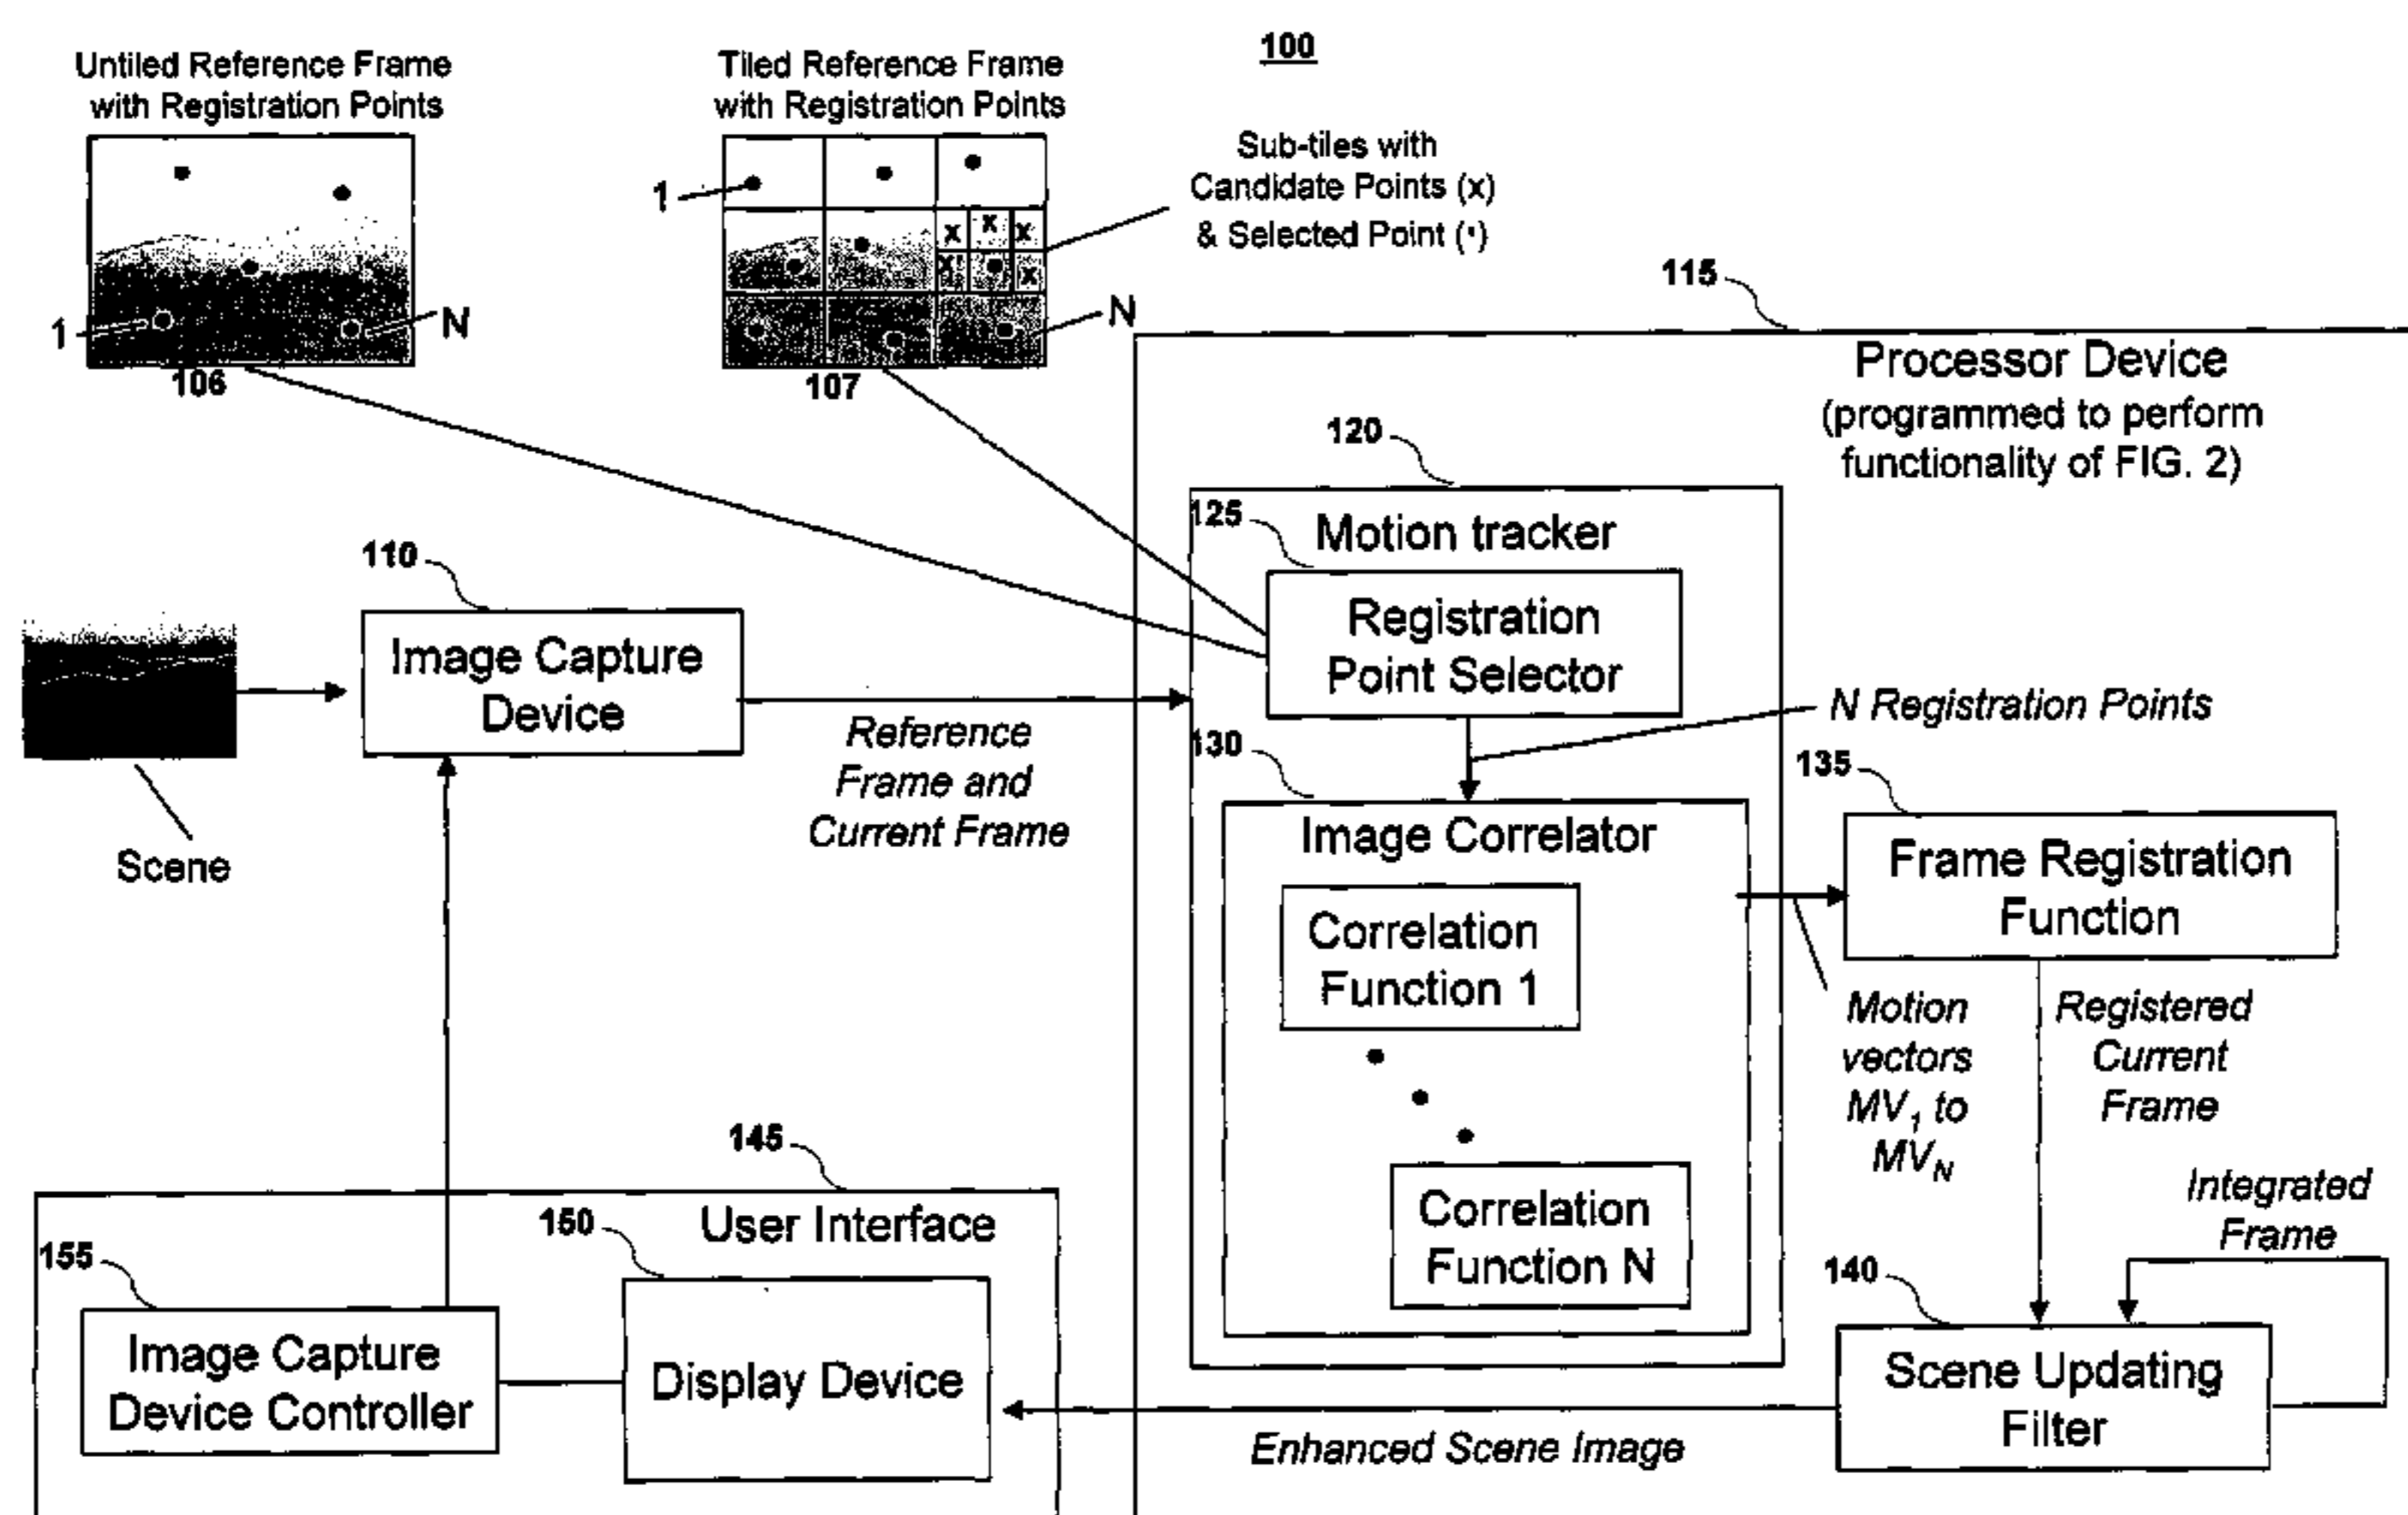 100
Untiled Reference Frame
with Registration Points
1
N
106
Tiled Reference Frame
with Registration Points
1
x x x
x' x
N
107
Sub-tiles with
Candidate Points (x)
& Selected Point (•)
115
Processor Device
(programmed to perform
functionality of FIG. 2)
120
Motion tracker
125
Registration
Point Selector
N Registration Points
110
Image Capture
Device
Scene
Reference
Frame and
Current Frame
130
Image Correlator
Correlation
Function 1
Correlation
Function N
135
Frame Registration
Function
Motion
vectors
MV1 to
MVN
Registered
Current
Frame
Integrated
Frame
140
Scene Updating
Filter
Enhanced Scene Image
145
User Interface
150
Display Device
155
Image Capture
Device Controller